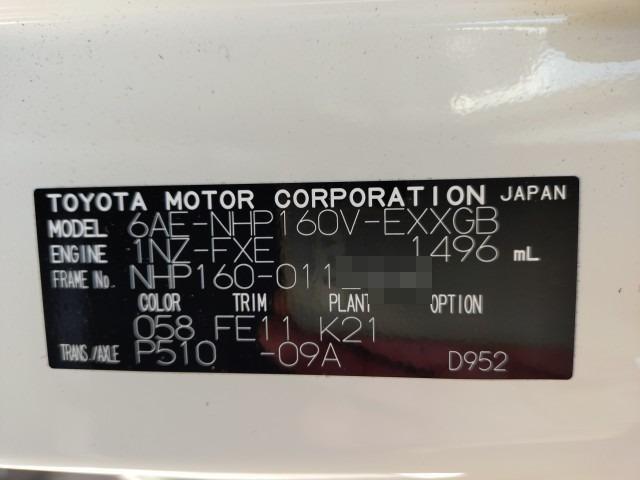 TOYOTA MOTOR CORPORATION JAPAN
MODEL 6AE-NHP160V-EXXGB
ENGINE 1NZ-FXE 1496 mL
FRAME No. NHP160-011
COLOR TRIM PLANT OPTION
058 FE11 K21
TRANS./AXLE P510 -09A D952